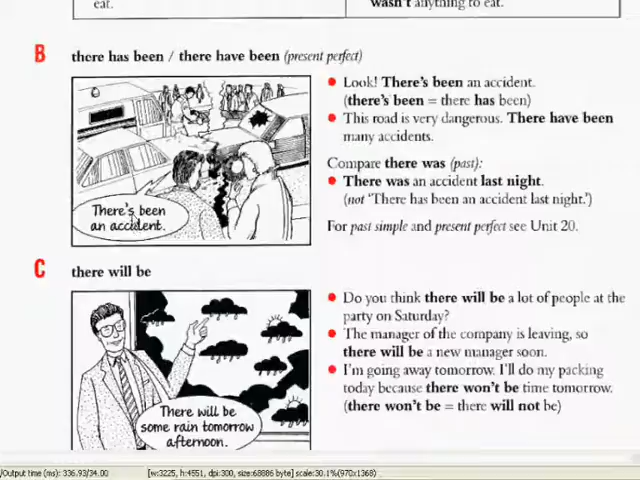 eat.
wasn't anything to eat.
B there has been / there have been (present perfect)
Look! There's been an accident.
(there's been = there has been)
This road is very dangerous. There have been
many accidents.
Compare there was (past):
There was an accident last night.
(not 'There has been an accident last night.')
For past simple and present perfect see Unit 20.
There's been
an accident.
C there will be
Do you think there will be a lot of people at the
party on Saturday?
The manager of the company is leaving, so
there will be a new manager soon.
I'm going away tomorrow. I'll do my packing
today because there won't be time tomorrow.
(there won't be = there will not be)
There will be
some rain tomorrow
afternoon.
/Output time (ms): 336.93/34.00 [w:3225, h:4551, dpi:300, size:68886 byte] scale:30.1%(970x1368)